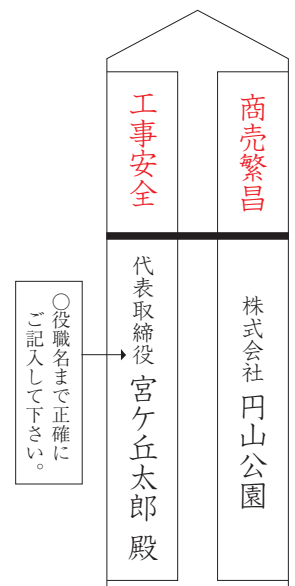 商売繁昌
株式会社 円山公園
工事安全
代表取締役 宮ケ丘太郎 殿
○役職名まで正確に
ご記入して下さい。